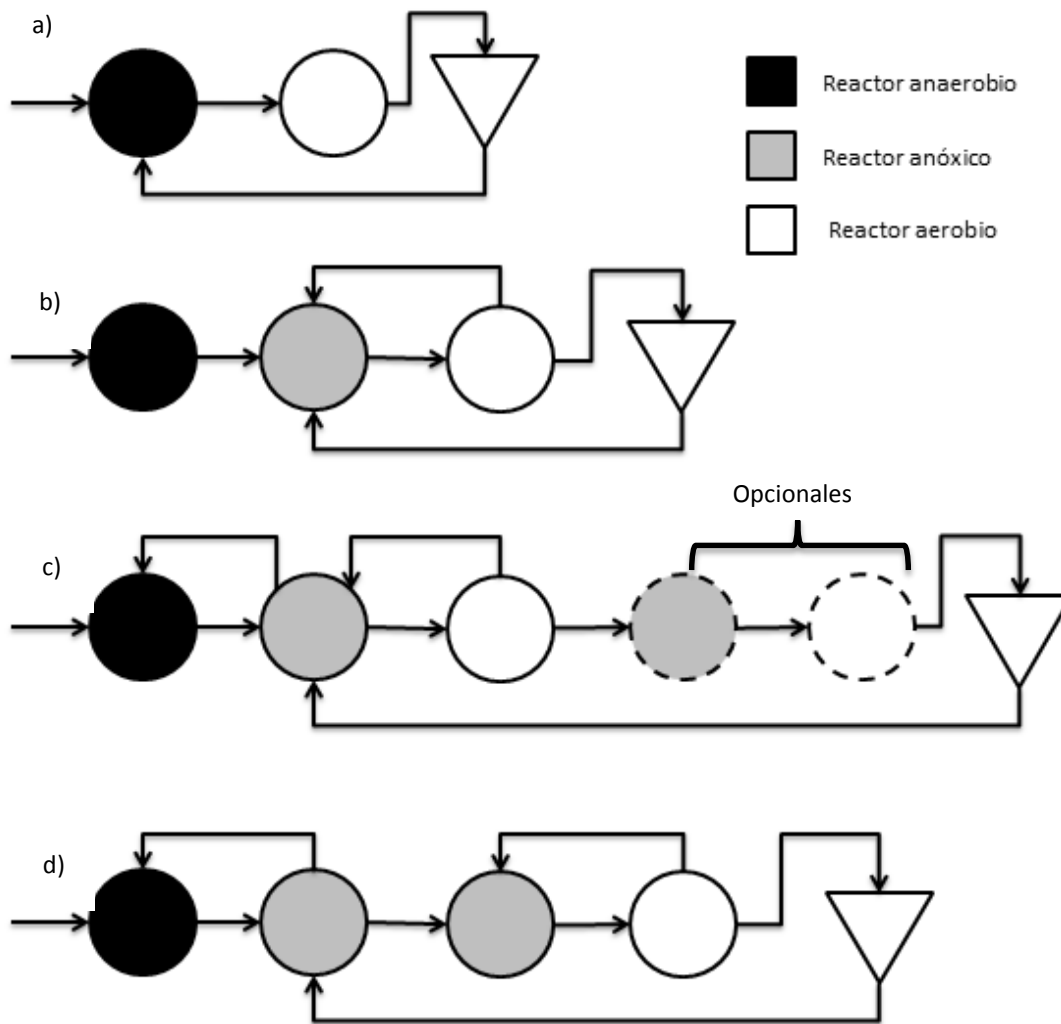 a)
Reactor anaerobio
Reactor anóxico
Reactor aerobio
b)
Opcionales
c)
d)